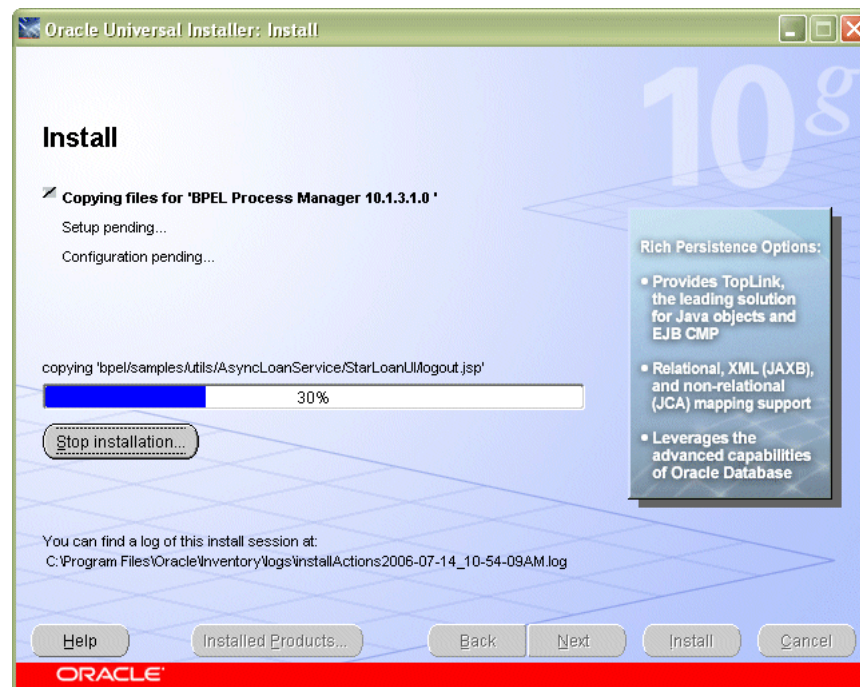 Oracle Universal Installer: Install
10g
Install
Copying files for 'BPEL Process Manager 10.1.3.1.0 '
Setup pending...
Configuration pending...
Rich Persistence Options:
• Provides TopLink,
the leading solution
for Java objects and
EJB CMP
• Relational, XML (JAXB),
and non-relational
(JCA) mapping support
• Leverages the
advanced capabilities
of Oracle Database
copying 'bpel/samples/utils/AsyncLoanService/StarLoanUI/logout.jsp'
30%
Stop installation...
You can find a log of this install session at:
C:\Program Files\Oracle\Inventory\logs\installActions2006-07-14_10-54-09AM.log
Help
Installed Products...
Back
Next
Install
Cancel
ORACLE